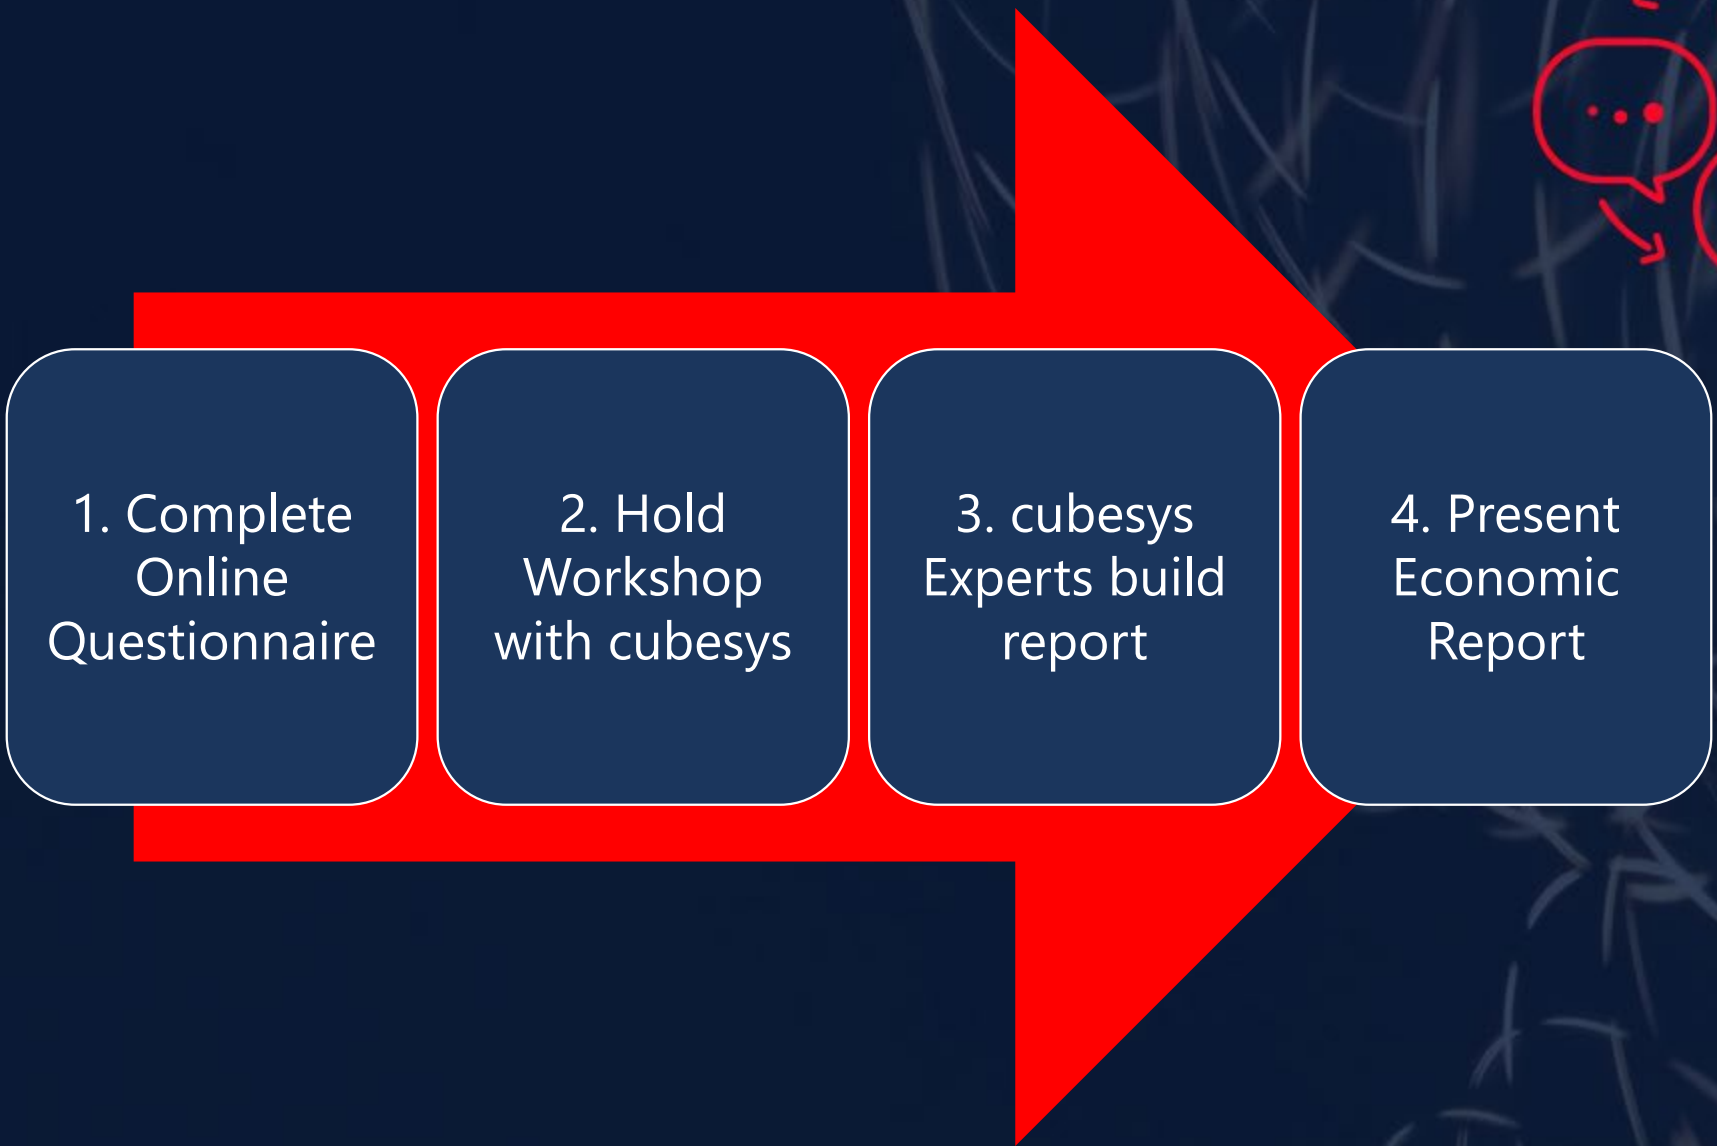 1. Complete
Online
Questionnaire
2. Hold
Workshop
with cubesys
3. cubesys
Experts build
report
4. Present
Economic
Report